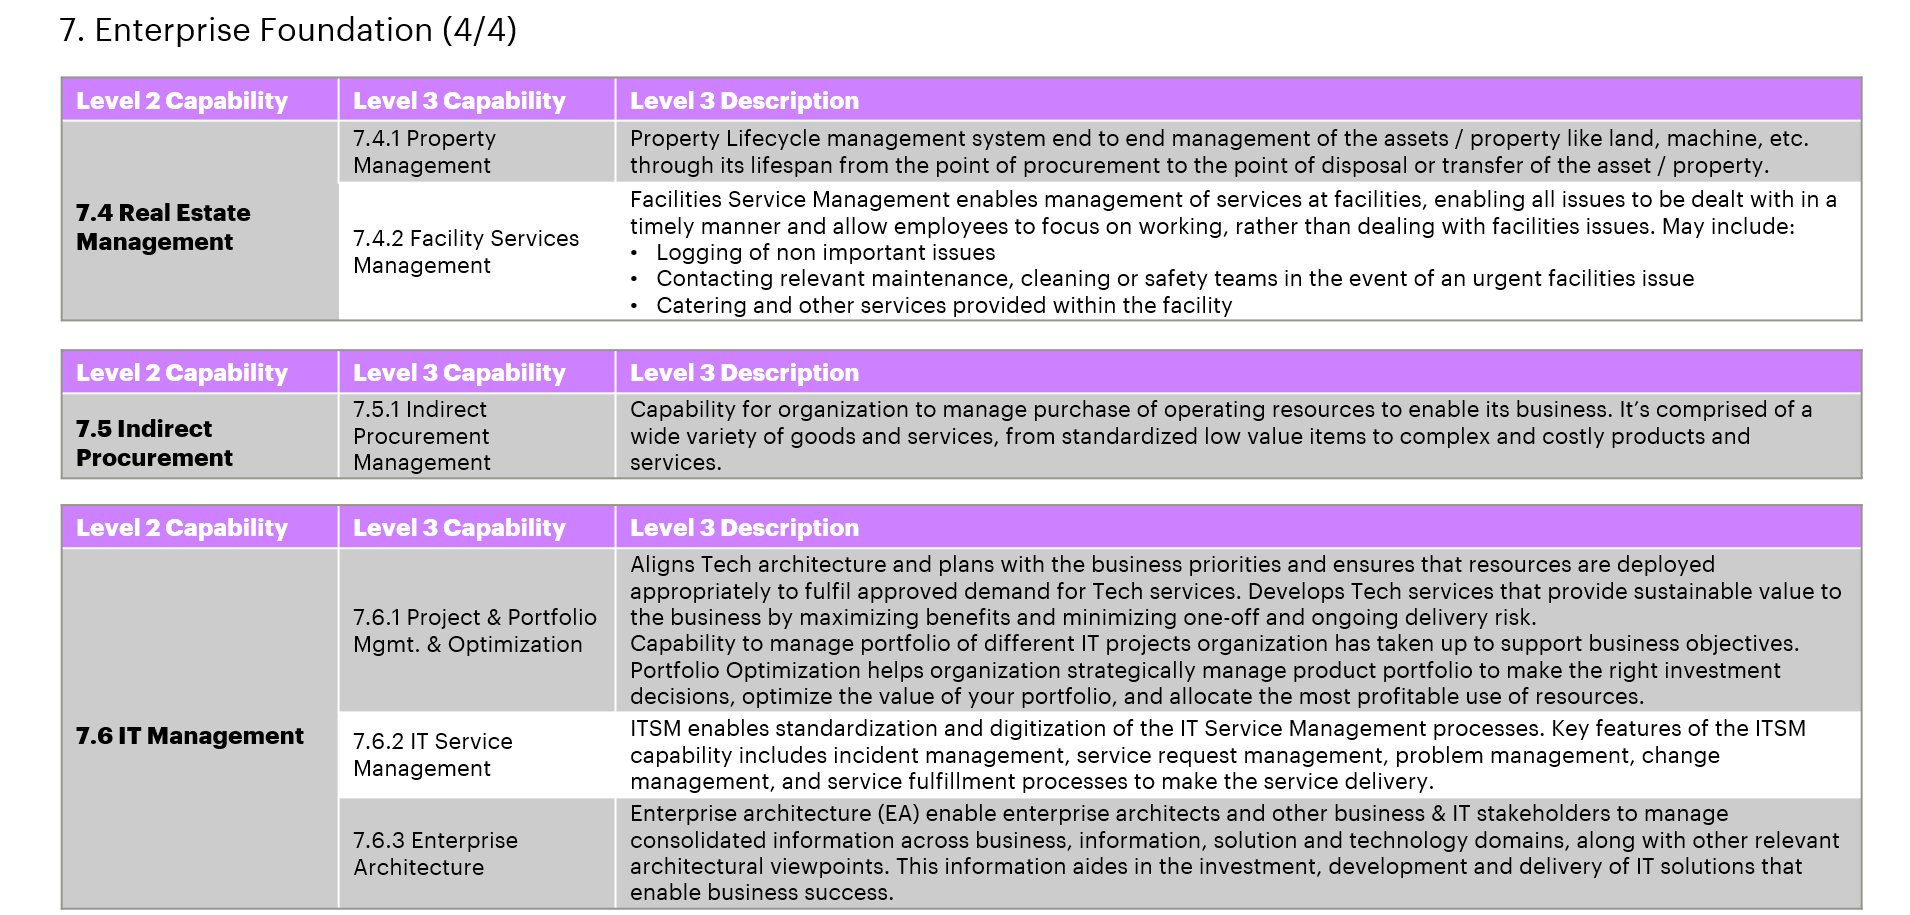 7. Enterprise Foundation (4/4)
Level 2 Capability
Level 3 Capability
Level 3 Description
7.4 Real Estate
Management
7.4.1 Property
Management
Property Lifecycle management system end to end management of the assets / property like land, machine, etc.
through its lifespan from the point of procurement to the point of disposal or transfer of the asset / property.
7.4.2 Facility Services
Management
Facilities Service Management enables management of services at facilities, enabling all issues to be dealt with in a
timely manner and allow employees to focus on working, rather than dealing with facilities issues. May include:
• Logging of non important issues
• Contacting relevant maintenance, cleaning or safety teams in the event of an urgent facilities issue
• Catering and other services provided within the facility
Level 2 Capability
Level 3 Capability
Level 3 Description
7.5 Indirect
Procurement
7.5.1 Indirect
Procurement
Management
Capability for organization to manage purchase of operating resources to enable its business. It’s comprised of a
wide variety of goods and services, from standardized low value items to complex and costly products and
services.
Level 2 Capability
Level 3 Capability
Level 3 Description
7.6 IT Management
7.6.1 Project & Portfolio
Mgmt. & Optimization
Aligns Tech architecture and plans with the business priorities and ensures that resources are deployed
appropriately to fulfil approved demand for Tech services. Develops Tech services that provide sustainable value to
the business by maximizing benefits and minimizing one-off and ongoing delivery risk.
Capability to manage portfolio of different IT projects organization has taken up to support business objectives.
Portfolio Optimization helps organization strategically manage product portfolio to make the right investment
decisions, optimize the value of your portfolio, and allocate the most profitable use of resources.
7.6.2 IT Service
Management
ITSM enables standardization and digitization of the IT Service Management processes. Key features of the ITSM
capability includes incident management, service request management, problem management, change
management, and service fulfillment processes to make the service delivery.
7.6.3 Enterprise
Architecture
Enterprise architecture (EA) enable enterprise architects and other business & IT stakeholders to manage
consolidated information across business, information, solution and technology domains, along with other relevant
architectural viewpoints. This information aides in the investment, development and delivery of IT solutions that
enable business success.